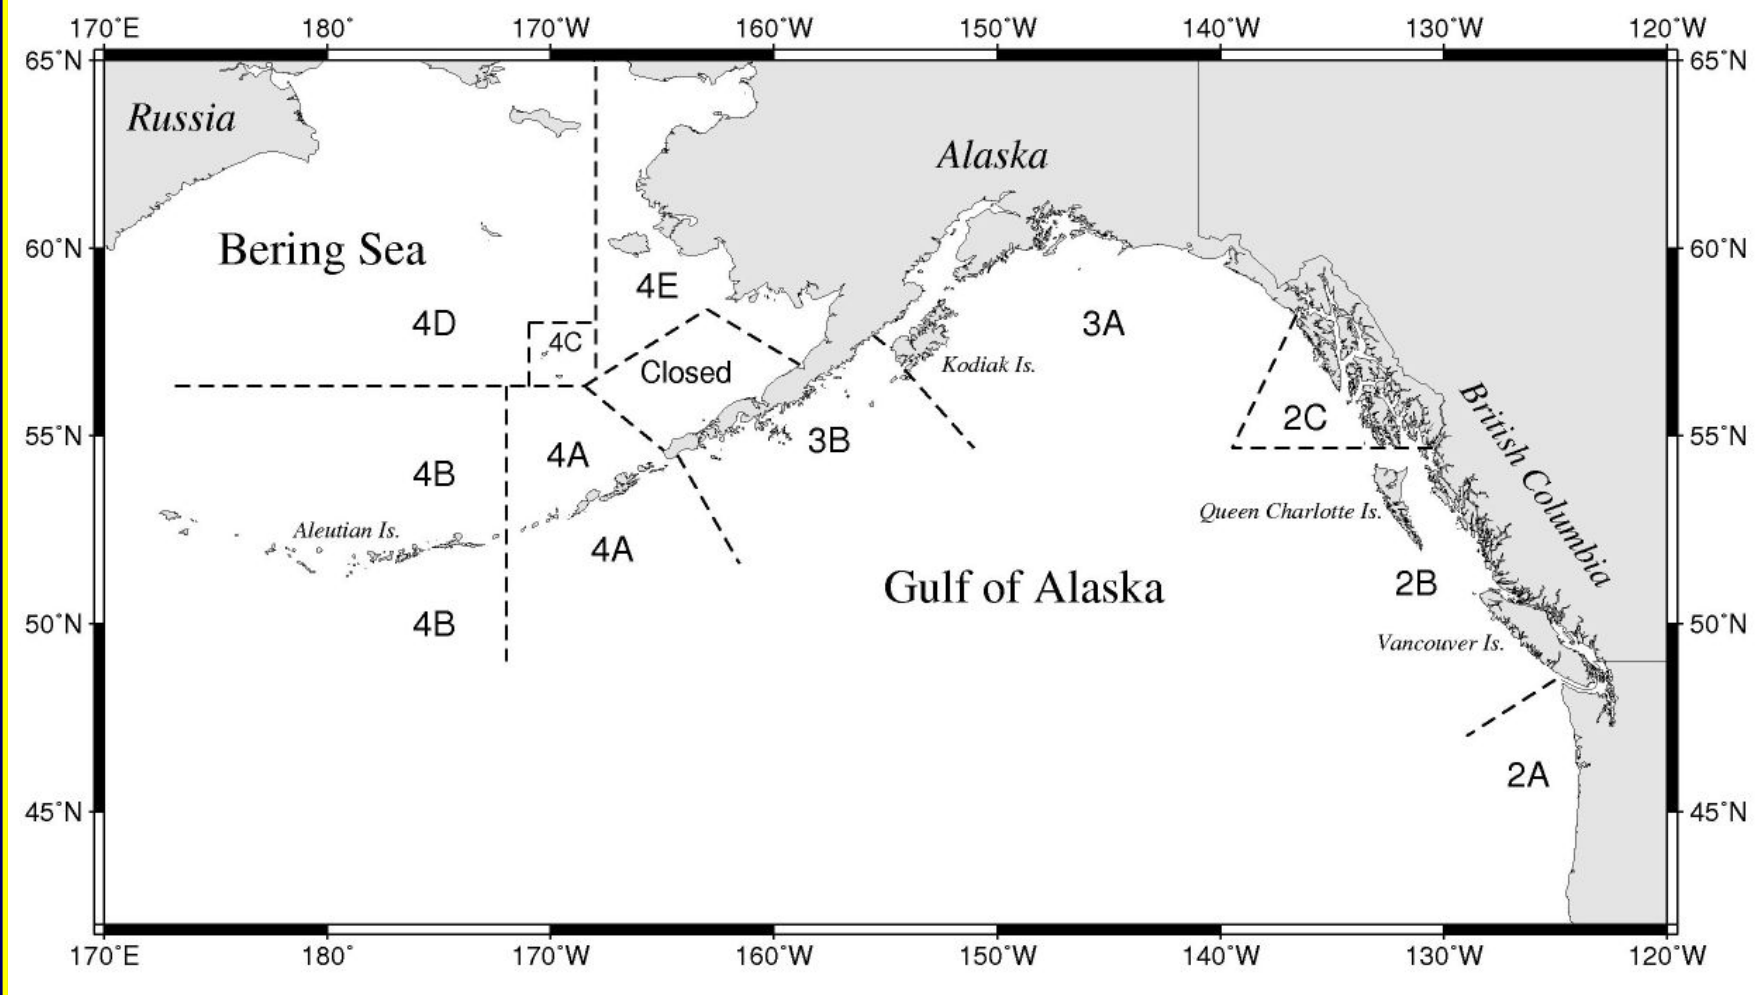 170°E 180° 170°W 160°W 150°W 140°W 130°W 120°W
65°N 65°N
Russia
Alaska
Bering Sea
60°N 60°N
4E
4D
3A
4C
Closed
Kodiak Is.
2C
British Columbia
55°N 55°N
3B
4A
4B
Queen Charlotte Is.
Aleutian Is.
4A
Gulf of Alaska
2B
50°N 50°N
4B
Vancouver Is.
2A
45°N 45°N
170°E 180° 170°W 160°W 150°W 140°W 130°W 120°W